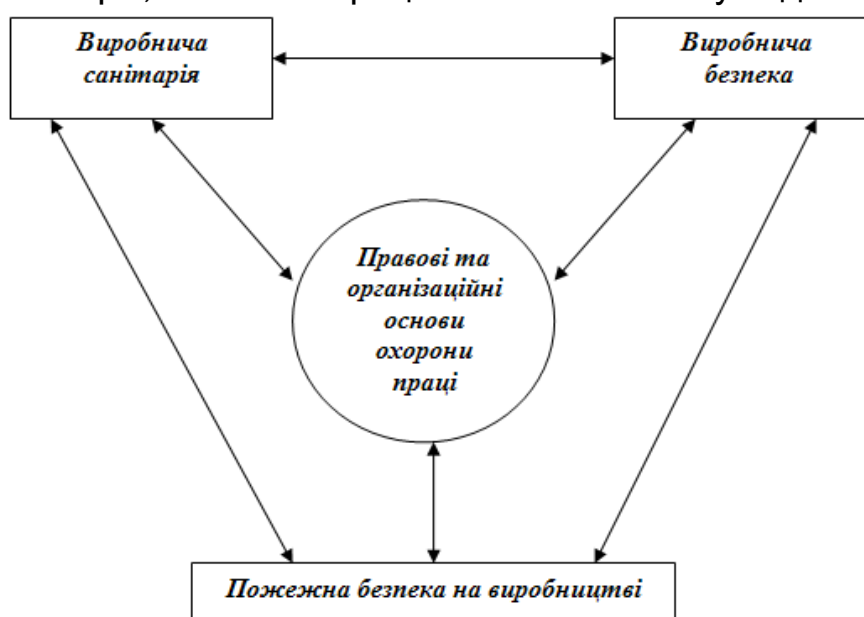 Виробнича
санітарія
Виробнича
безпека
Правові та
організаційні
основи
охорони
праці
Пожежна безпека на виробництві